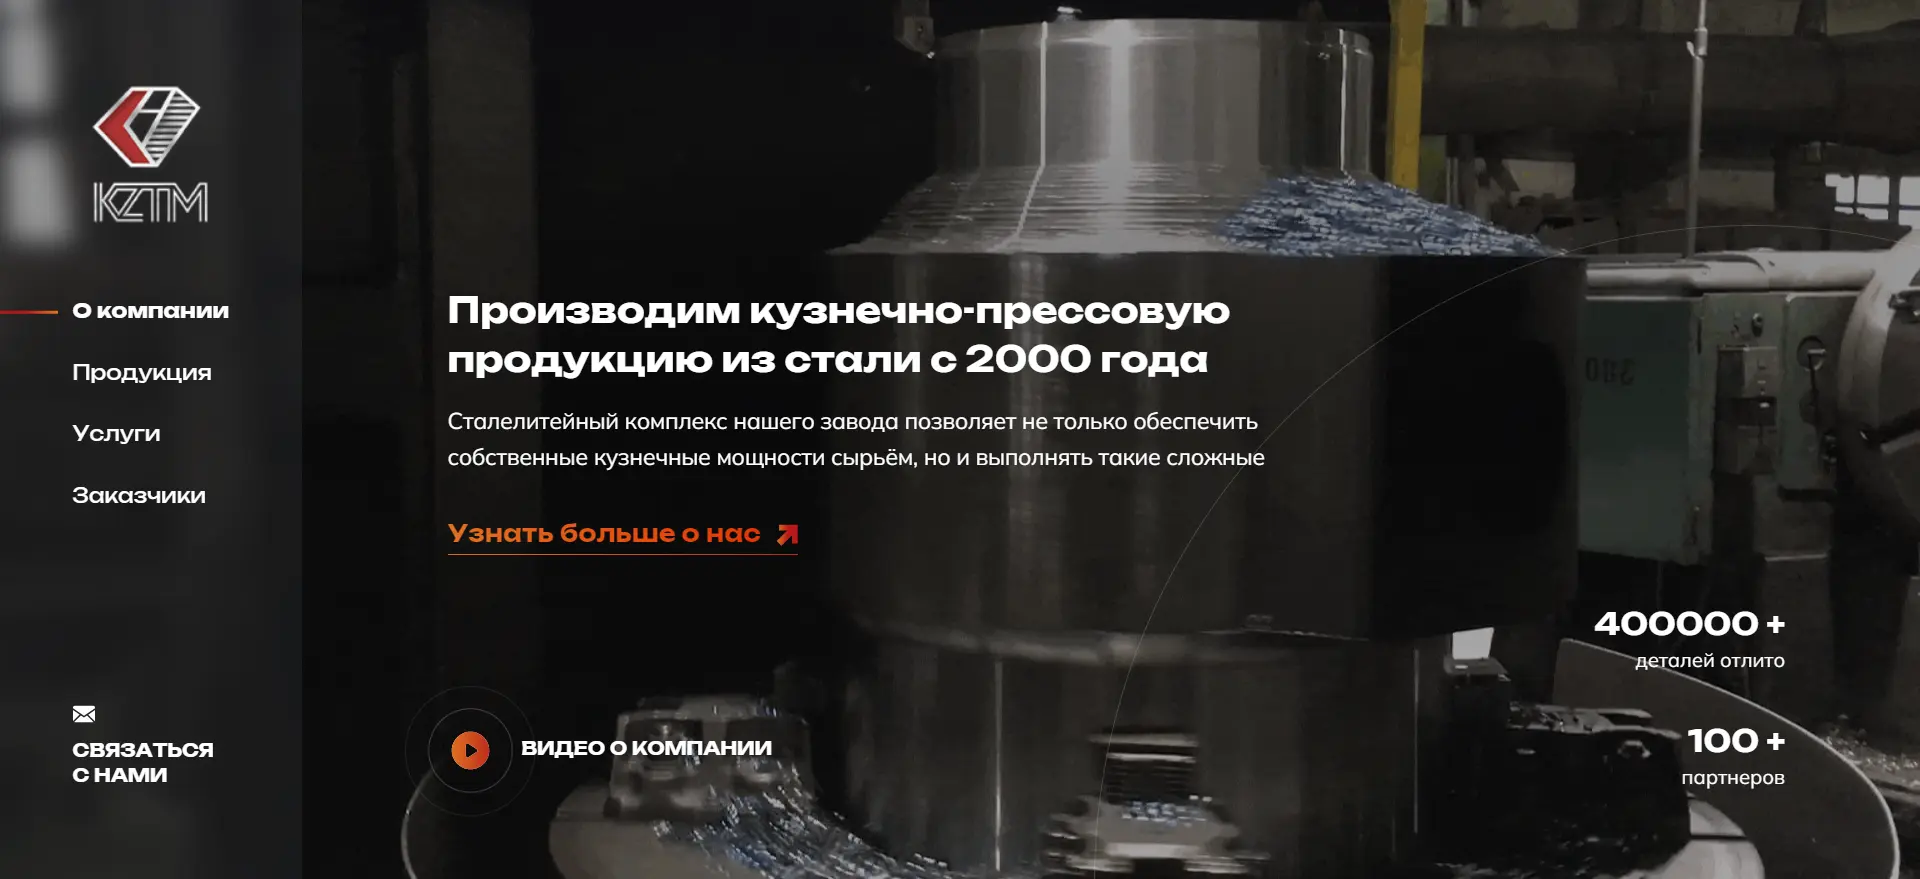 KZTM
О компании
Продукция
Услуги
Заказчики
СВЯЗАТЬСЯ
С НАМИ
Производим кузнечно-прессовую
продукцию из стали с 2000 года
Сталелитейный комплекс нашего завода позволяет не только обеспечить
собственные кузнечные мощности сырьём, но и выполнять такие сложные
Узнать больше о нас
ВИДЕО О КОМПАНИИ
400000 +
деталей отлито
100 +
партнеров